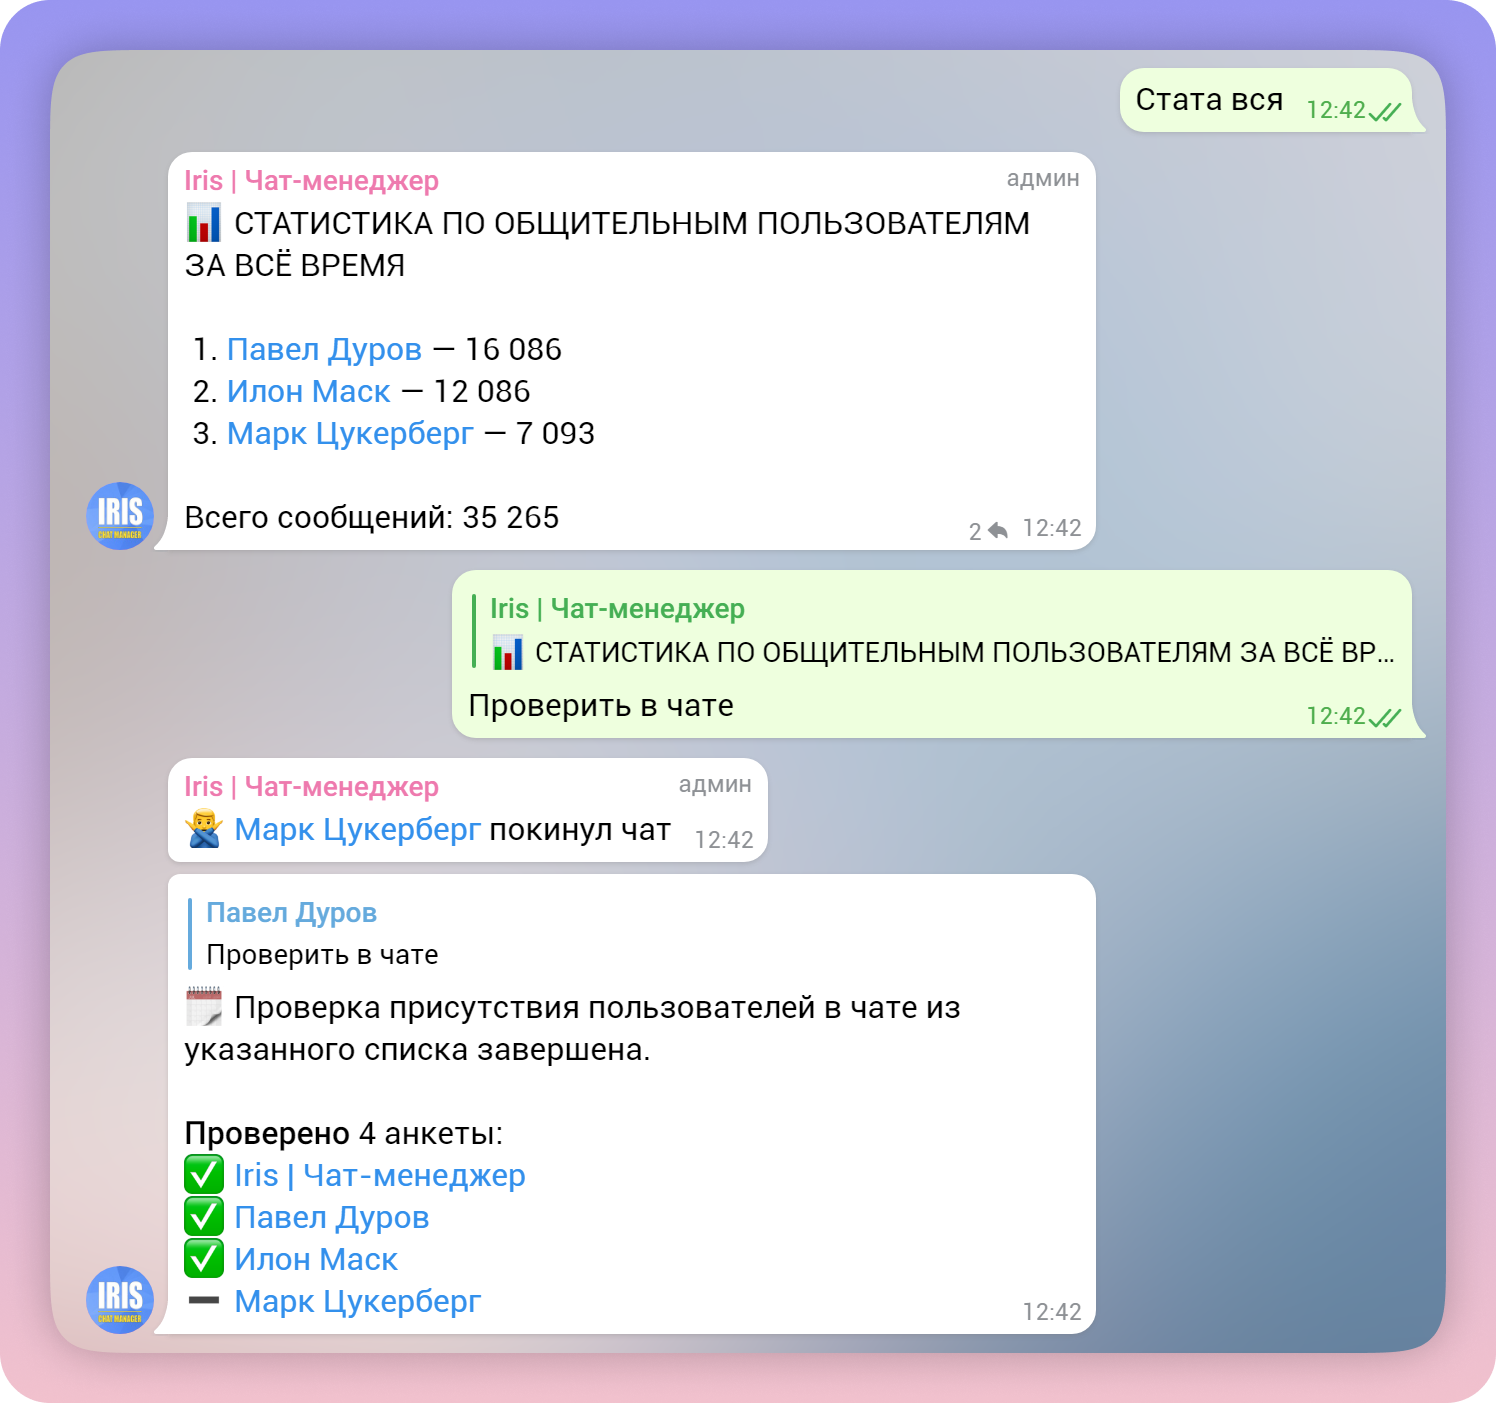 Стата вся 12:42
Iris | Чат-менеджер админ
📊 СТАТИСТИКА ПО ОБЩИТЕЛЬНЫМ ПОЛЬЗОВАТЕЛЯМ
ЗА ВСЁ ВРЕМЯ
1. Павел Дуров — 16 086
2. Илон Маск — 12 086
3. Марк Цукерберг — 7 093
IRIS
CHAT MANAGER
Всего сообщений: 35 265
2 12:42
Iris | Чат-менеджер
📊 СТАТИСТИКА ПО ОБЩИТЕЛЬНЫМ ПОЛЬЗОВАТЕЛЯМ ЗА ВСЁ ВР...
Проверить в чате
12:42
Iris | Чат-менеджер админ
🙅‍♂️ Марк Цукерберг покинул чат 12:42
Павел Дуров
Проверить в чате
🗓 Проверка присутствия пользователей в чате из
указанного списка завершена.
Проверено 4 анкеты:
✅ Iris | Чат-менеджер
✅ Павел Дуров
✅ Илон Маск
➖ Марк Цукерберг
12:42
IRIS
CHAT MANAGER